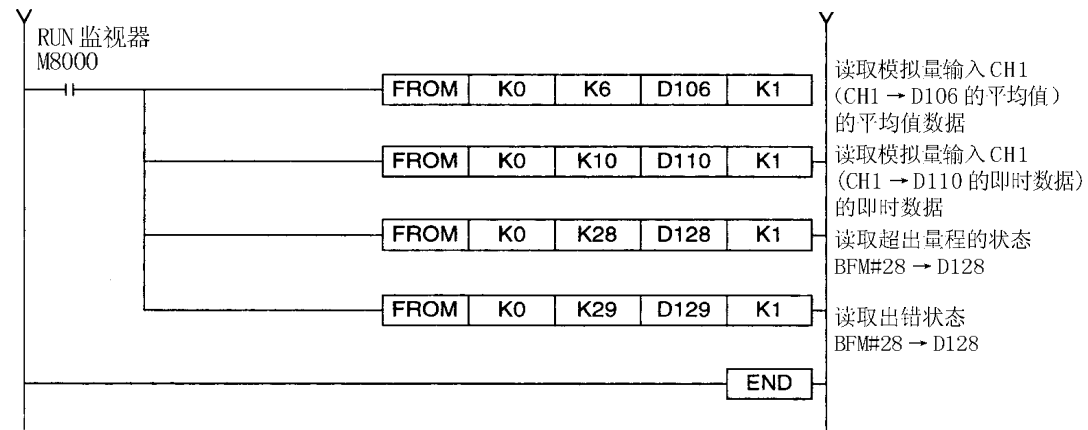 RUN 监视器
M8000
FROM K0 K6 D106 K1
读取模拟量输入 CH1
（CH1 → D106 的平均值）
的平均值数据
FROM K0 K10 D110 K1
读取模拟量输入 CH1
(CH1 → D110 的即时数据)
的即时数据
FROM K0 K28 D128 K1
读取超出量程的状态
BFM#28 → D128
FROM K0 K29 D129 K1
读取出错状态
BFM#28 → D128
END